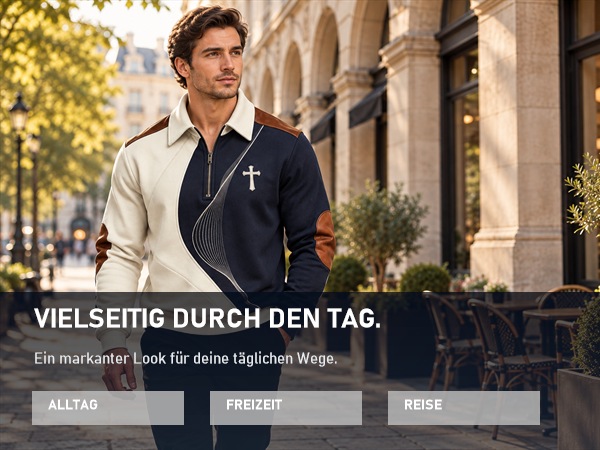 VIELSEITIG DURCH DEN TAG.
Ein markanter Look für deine täglichen Wege.
ALLTAG
FREIZEIT
REISE